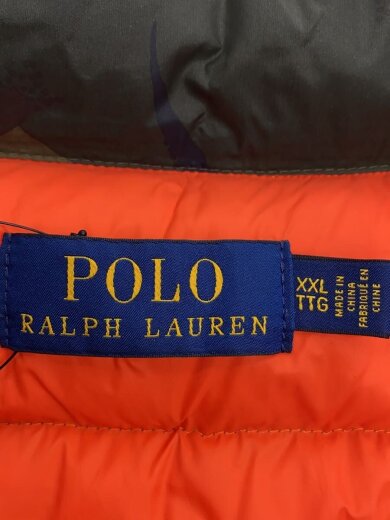 POLO
RALPH LAUREN
XXL
TTG
MADE IN
CHINA
FABRIQUÉ EN
CHINE